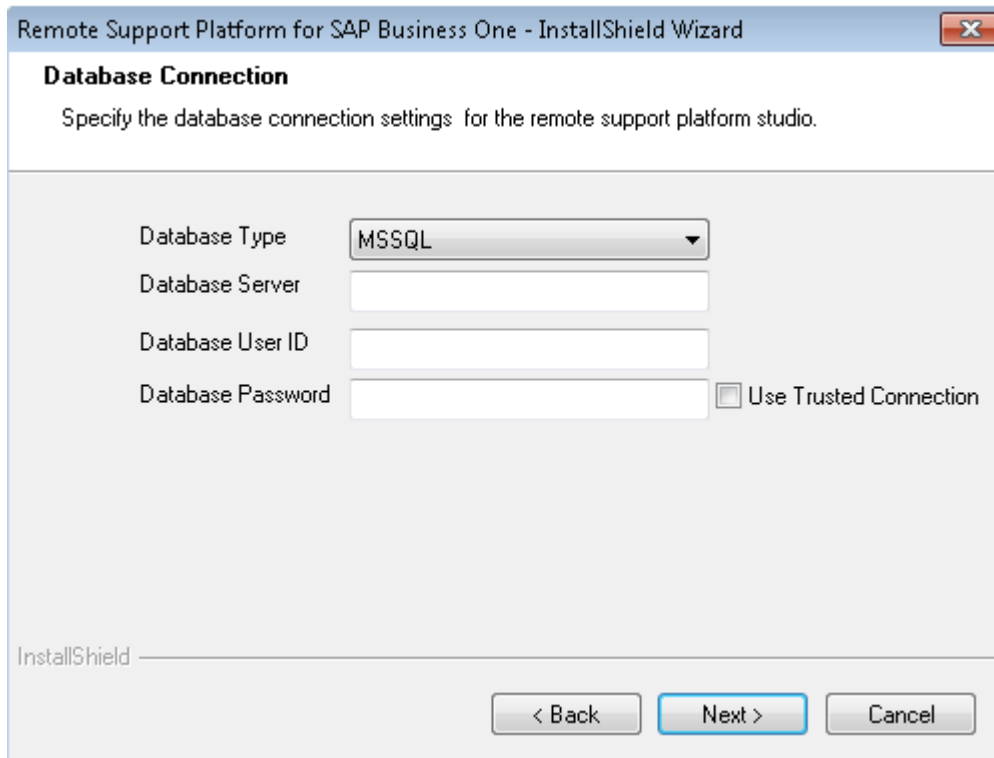 Remote Support Platform for SAP Business One - InstallShield Wizard
Database Connection
Specify the database connection settings for the remote support platform studio.
Database Type MSSQL
Database Server
Database User ID
Database Password Use Trusted Connection
InstallShield
< Back Next > Cancel